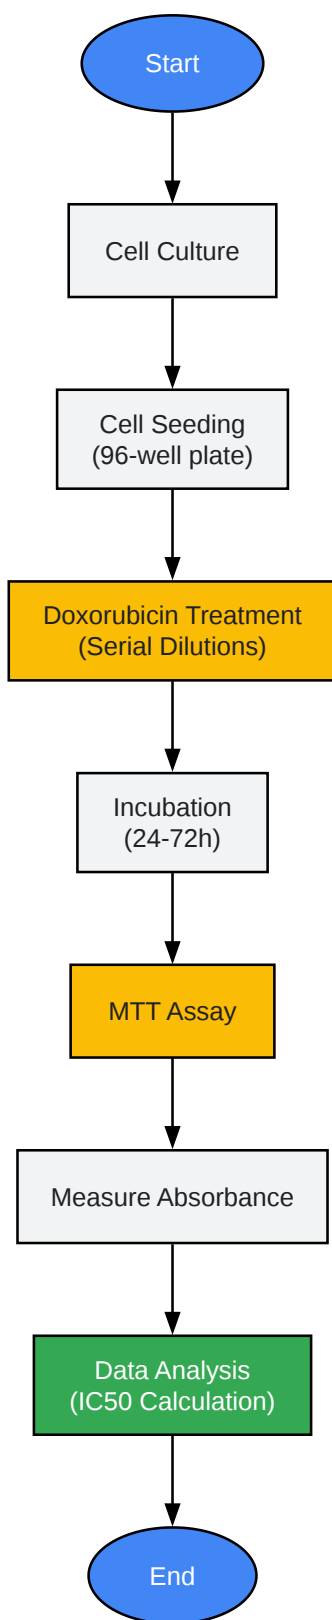 Start
Cell Culture
Cell Seeding
(96-well plate)
Doxorubicin Treatment
(Serial Dilutions)
Incubation
(24-72h)
MTT Assay
Measure Absorbance
Data Analysis
(IC50 Calculation)
End